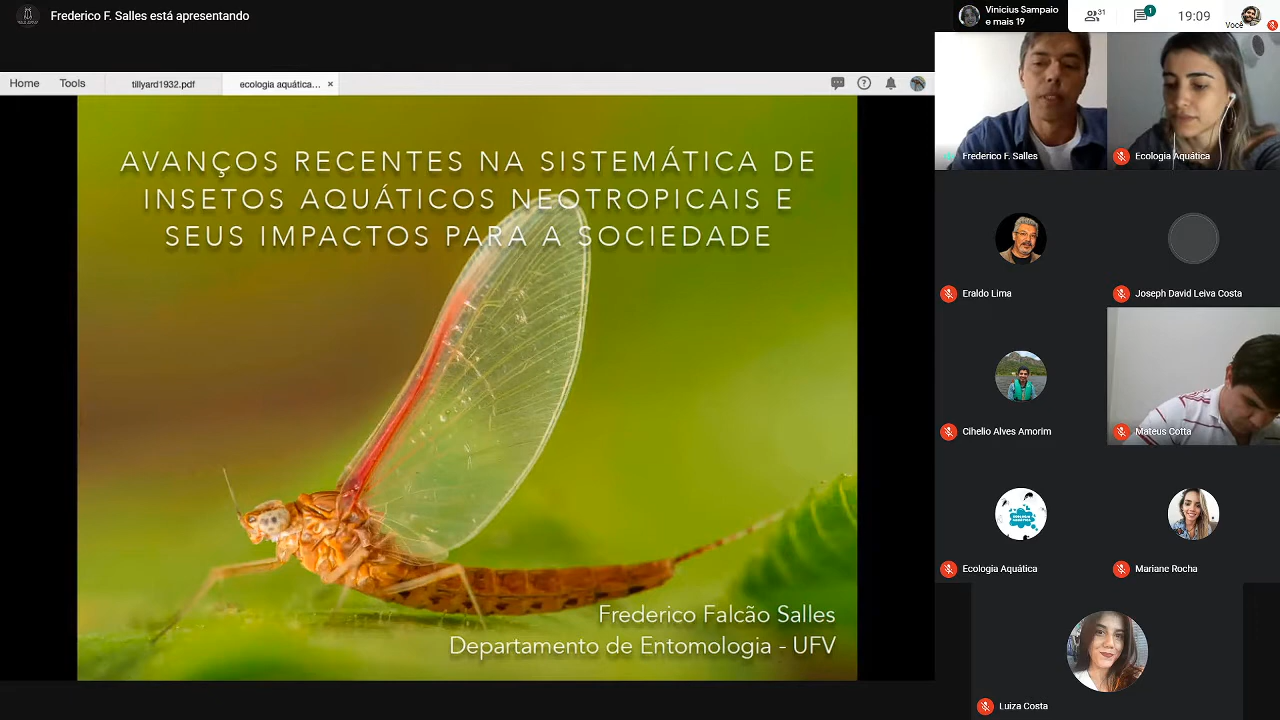 Frederico F. Salles está apresentando
Vinicius Sampaio
e mais 19
31
1
19:09
Você
Home
Tools
tillyard1932.pdf
ecologia aquática...
AVANÇOS RECENTES NA SISTEMÁTICA DE
INSETOS AQUÁTICOS NEOTROPICAIS E
SEUS IMPACTOS PARA A SOCIEDADE
Frederico Falcão Salles
Departamento de Entomologia - UFV
Frederico F. Salles
Ecologia Aquática
Eraldo Lima
Joseph David Leiva Costa
Cihelio Alves Amorim
Mateus Cotta
ECOLOGIA
AQUÁTICA
Ecologia Aquática
Mariane Rocha
Luiza Costa